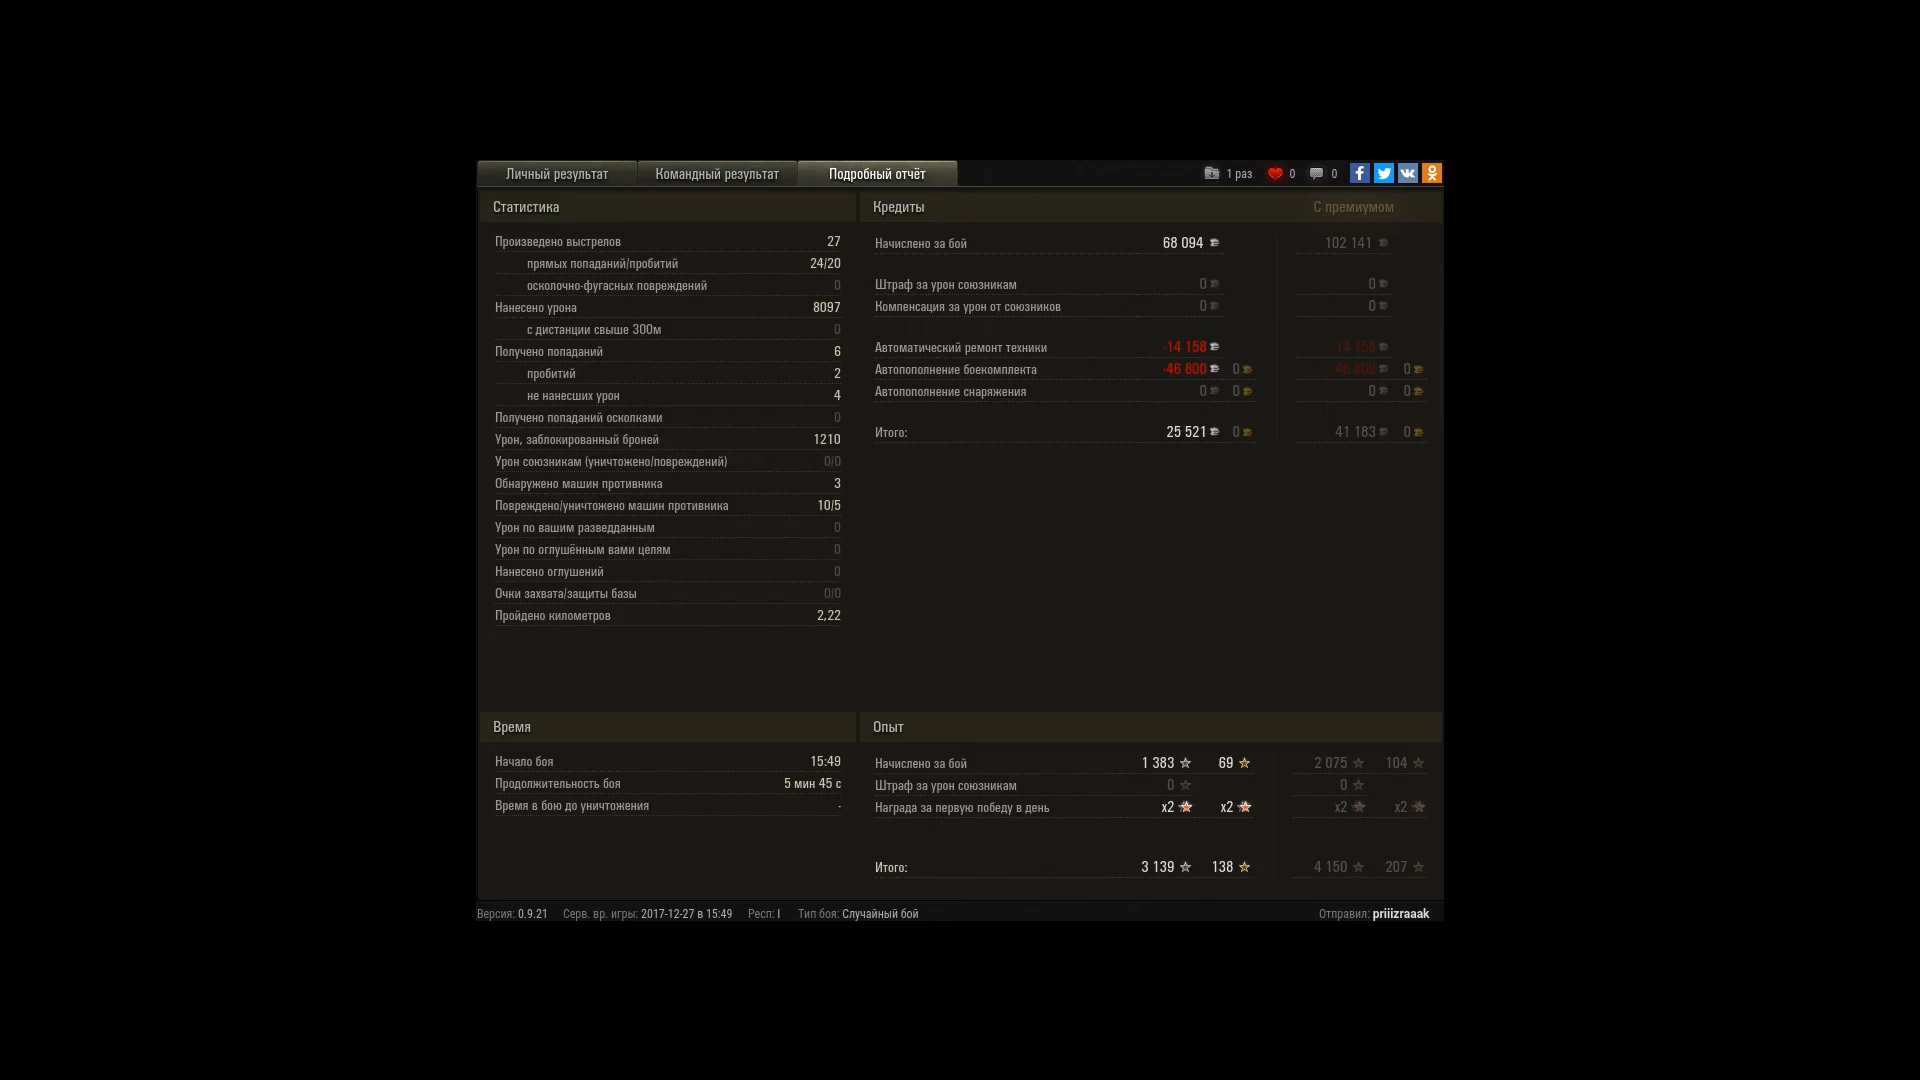 Личный результат Командный результат Подробный отчёт 1 раз 0 0
Статистика
Произведено выстрелов 27
прямых попаданий/пробитий 24/20
осколочно-фугасных повреждений 0
Нанесено урона 8097
с дистанции свыше 300м 0
Получено попаданий 6
пробитий 2
не нанесших урон 4
Получено попаданий осколками 0
Урон, заблокированный броней 1210
Урон союзникам (уничтожено/повреждений) 0/0
Обнаружено машин противника 3
Повреждено/уничтожено машин противника 10/5
Урон по вашим разведданным 0
Урон по оглушённым вами целям 0
Нанесено оглушений 0
Очки захвата/защиты базы 0/0
Пройдено километров 2,22
Кредиты С премиумом
Начислено за бой 68 094 102 141
Штраф за урон союзникам 0 0
Компенсация за урон от союзников 0 0
Автоматический ремонт техники -14 158 -14 158
Автопополнение боекомплекта -46 800 0 -46 800 0
Автопополнение снаряжения 0 0 0 0
Итого: 25 521 0 41 183 0
Время
Начало боя 15:49
Продолжительность боя 5 мин 45 с
Время в бою до уничтожения -
Опыт
Начислено за бой 1 383 69 2 075 104
Штраф за урон союзникам 0 0
Награда за первую победу в день x2 x2 x2 x2
Итого: 3 139 138 4 150 207
Версия: 0.9.21 Серв. вр. игры: 2017-12-27 в 15:49 Респ: I Тип боя: Случайный бой Отправил: priiizraaak